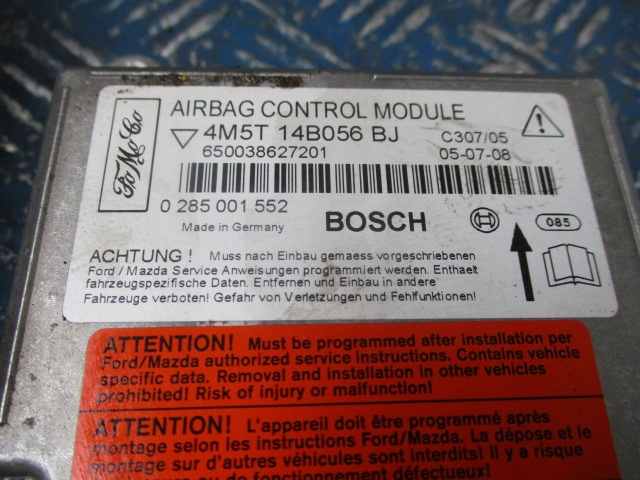 FoMoCo
AIRBAG CONTROL MODULE
4M5T 14B056 BJ
C307/05
650038627201
05-07-08
0 285 001 552
Made in Germany
BOSCH
085
ACHTUNG ! Muss nach Einbau gemaess vorgeschriebenen
Ford / Mazda Service Anweisungen programmiert werden. Enthaelt
fahrzeugspezifische Daten. Entfernen und Einbau in andere
Fahrzeuge verboten! Gefahr von Verletzungen und Fehlfunktionen!
ATTENTION! Must be programmed after installation per
Ford/Mazda authorized service instructions. Contains vehicle
specific data. Removal and installation in other vehicles
prohibited! Risk of injury or malfunction!
ATTENTION! L'appareil doit être programmé après
montage selon les instructions Ford/Mazda. La dépose et le
montage sur d'autres véhicules sont interdits! Il y a risque
de fonctionnement défectueux!